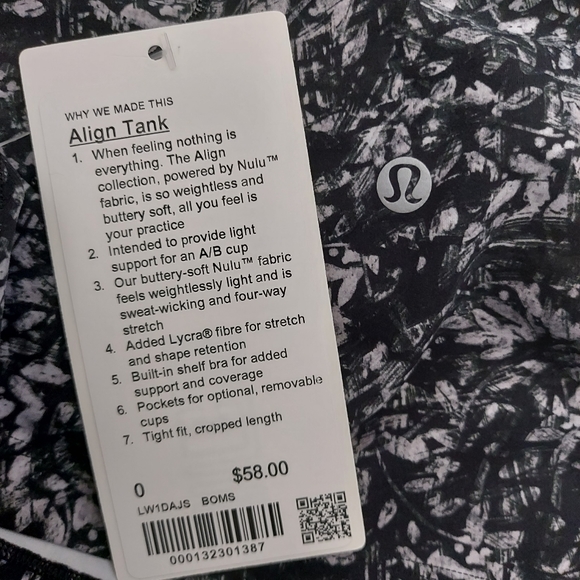 WHY WE MADE THIS
Align Tank
1. When feeling nothing is
everything. The Align
collection, powered by Nulu™
fabric, is so weightless and
buttery soft, all you feel is
your practice
2. Intended to provide light
support for an A/B cup
3. Our buttery-soft Nulu™ fabric
feels weightlessly light and is
sweat-wicking and four-way
stretch
4. Added Lycra® fibre for stretch
and shape retention
5. Built-in shelf bra for added
support and coverage
6. Pockets for optional, removable
cups
7. Tight fit, cropped length
0 $58.00
LW1DAJS BOMS
000132301387